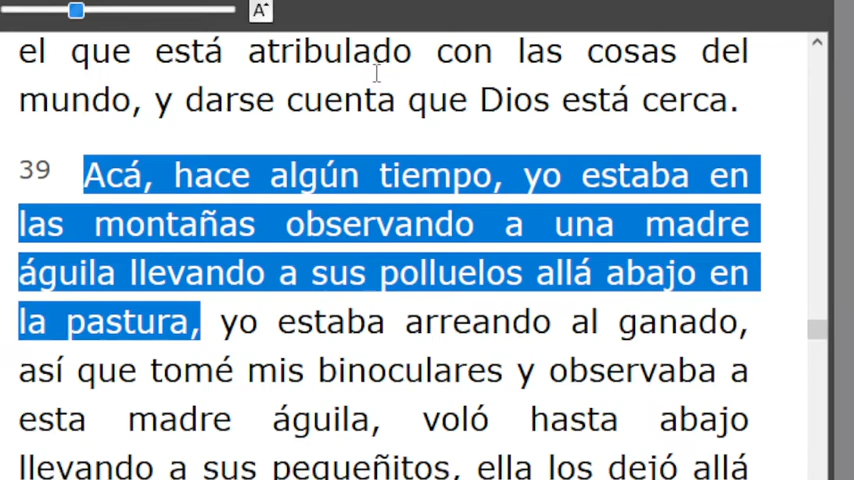 A
el que está atribulado con las cosas del
mundo, y darse cuenta que Dios está cerca.
39 Acá, hace algún tiempo, yo estaba en
las montañas observando a una madre
águila llevando a sus polluelos allá abajo en
la pastura, yo estaba arreando al ganado,
así que tomé mis binoculares y observaba a
esta madre águila, voló hasta abajo
llevando a sus pequeñitos, ella los dejó allá